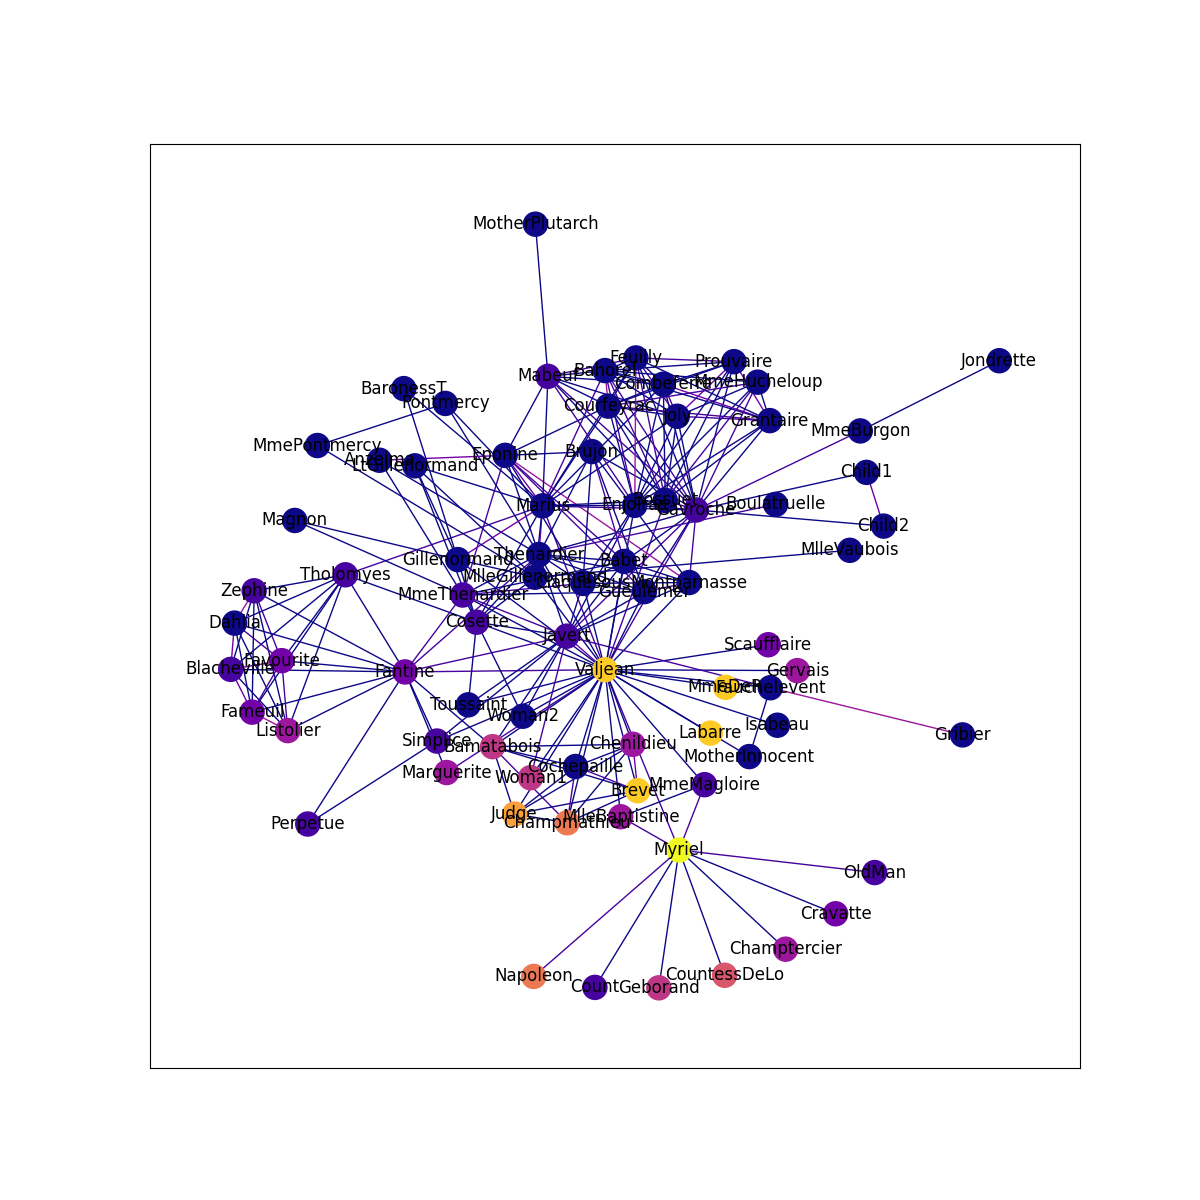 MotherPlutarch
Feuilly
Jondrette
Prouvaire
Bahorel
Mabeuf
MmeHucheloup
Combeferre
BaronessT
Pontmercy
Courfeyrac
Joly
Grantaire
MmeBurgon
MmePontmercy
Brujon
Eponine
Anzelma
LtGillenormand
Child1
Bossuet
Boulatruelle
Marius
Enjolras
Gavroche
Magnon
Child2
MlleVaubois
Thenardier
Gillenormand
Babet
Tholomyes
MlleGillenormand
Claquesous
Montparnasse
Zephine
Gueulemer
MmeThenardier
Dahlia
Cosette
Javert
Scaufflaire
Favourite
Blacheville
Valjean
Gervais
Fantine
MmeDeR
Fauchelevent
Toussaint
Fameuil
Woman2
Isabeau
Listolier
Labarre
Gribier
Simplice
Chenildieu
Bamatabois
MotherInnocent
Cochepaille
Marguerite
Woman1
MmeMagloire
Brevet
Judge
MlleBaptistine
Champmathieu
Perpetue
Myriel
OldMan
Cravatte
Champtercier
Napoleon
CountessDeLo
Count
Geborand